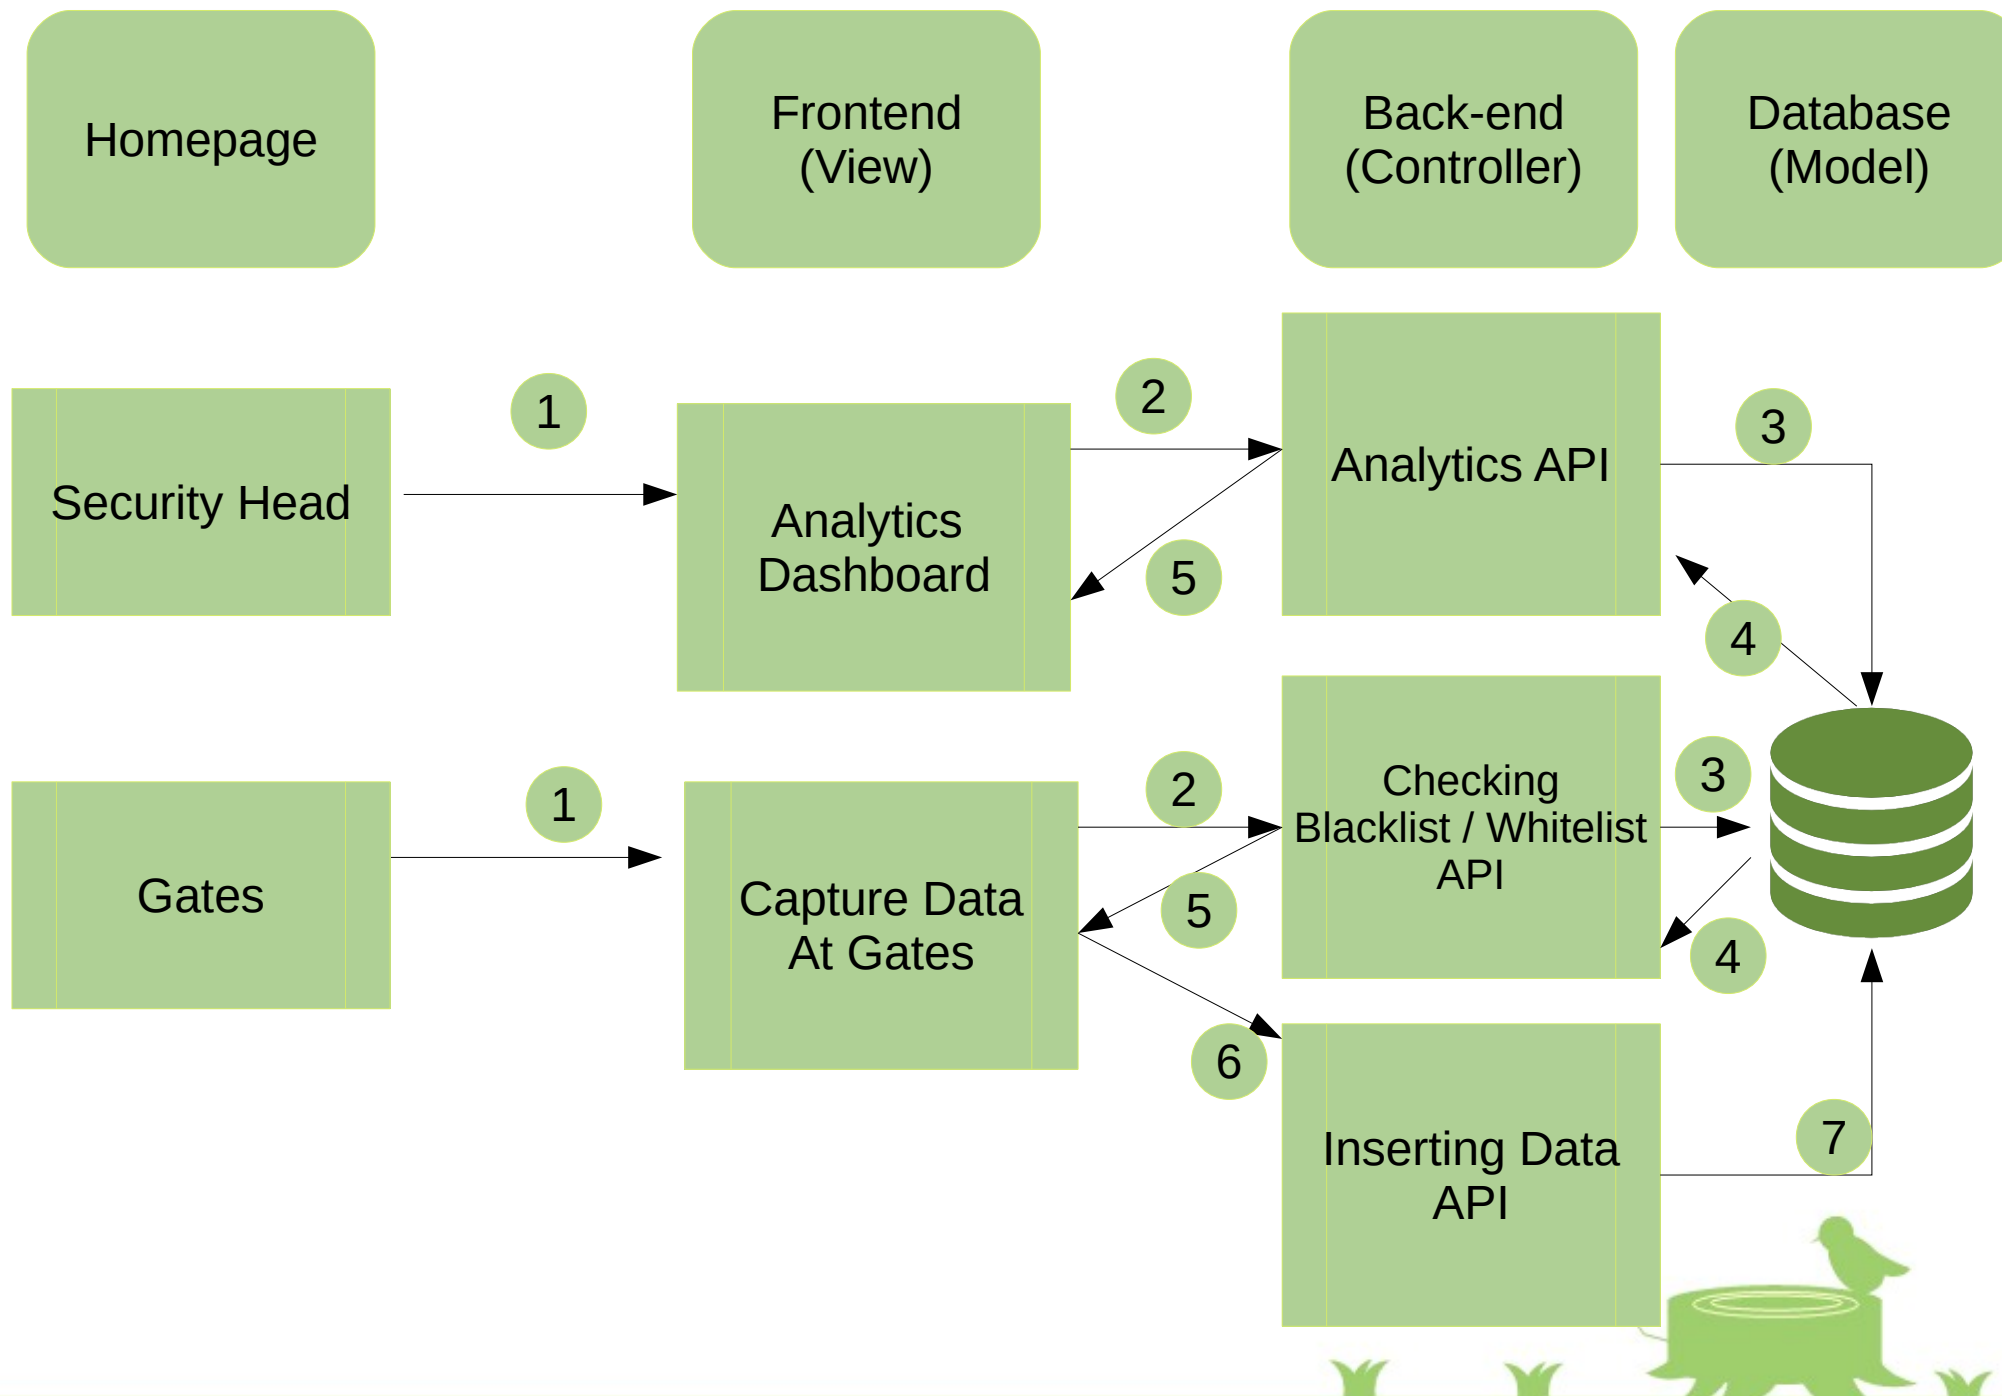 Homepage
Frontend
(View)
Back-end
(Controller)
Database
(Model)
Security Head
1
Analytics
Dashboard
2
5
Analytics API
3
4
Gates
1
Capture Data
At Gates
2
5
6
Checking
Blacklist / Whitelist
API
3
4
Inserting Data
API
7